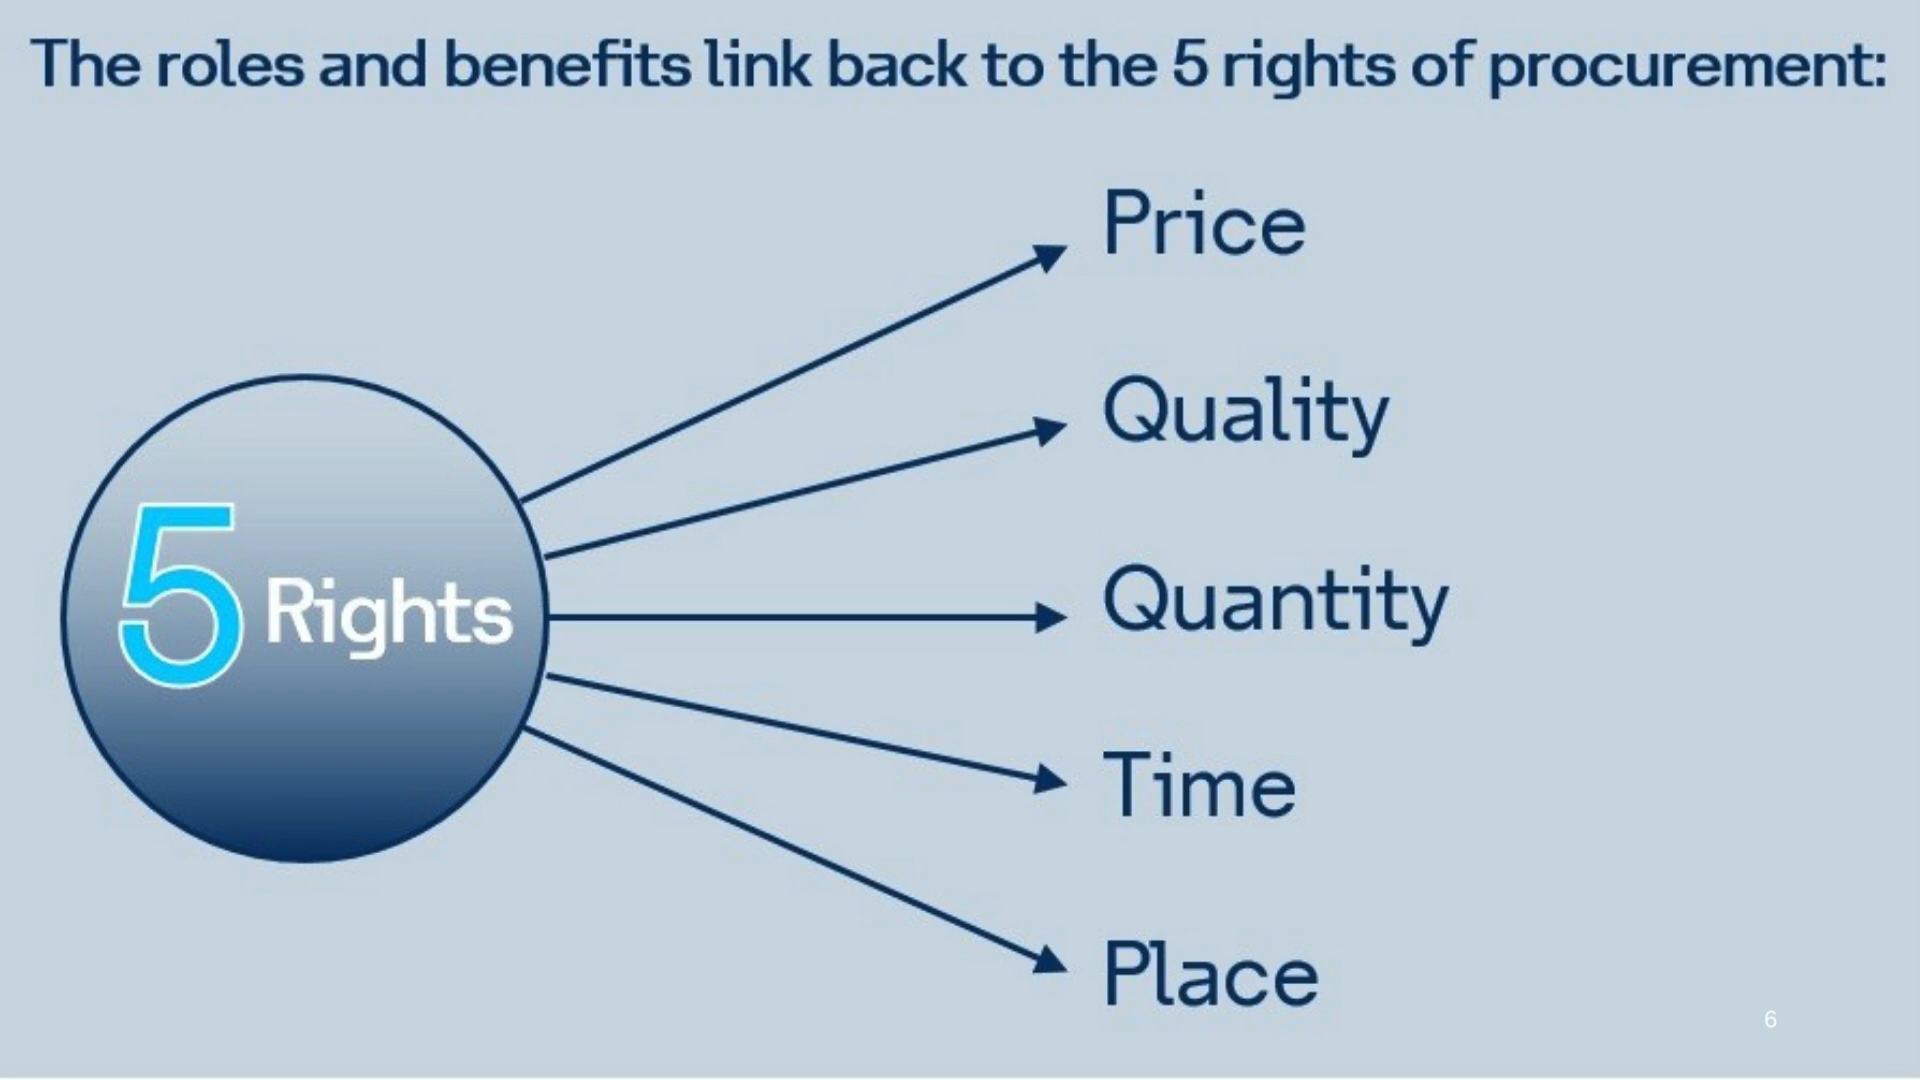 The roles and benefits link back to the 5 rights of procurement:
Price
Quality
5 Rights
Quantity
Time
Place
6